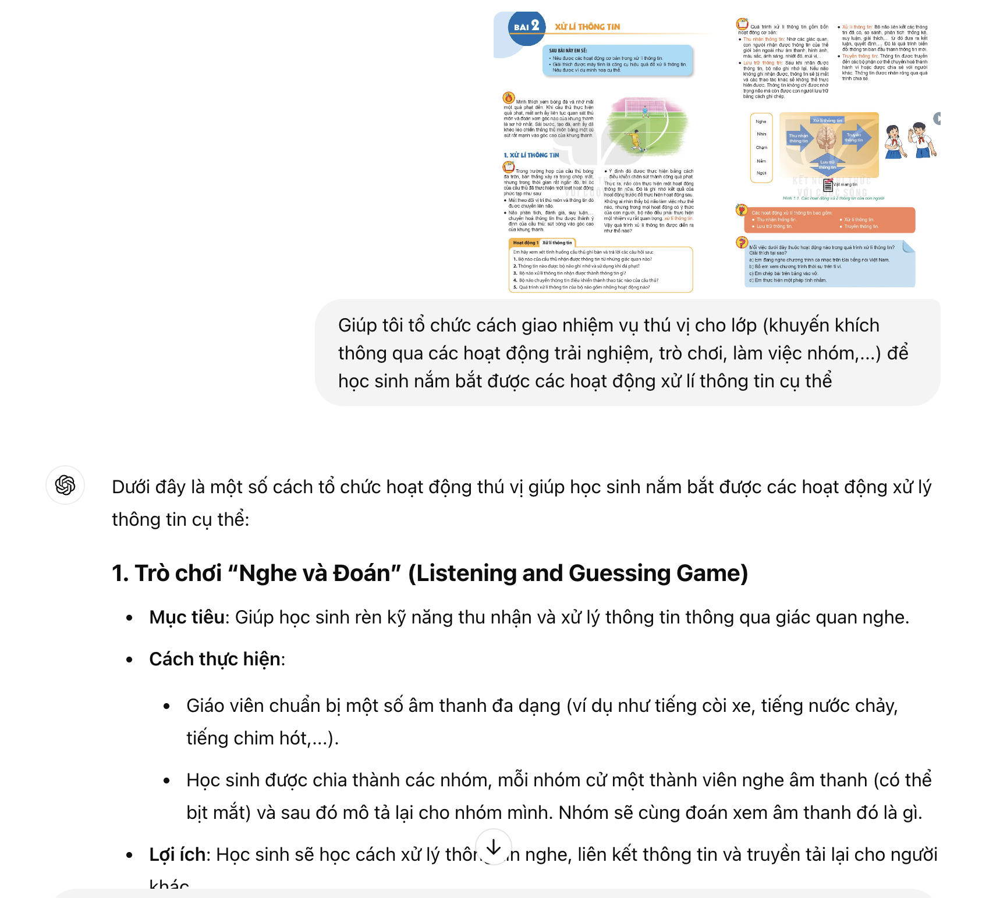 BÀI 2 XỬ LÍ THÔNG TIN
SAU BÀI NÀY EM SẼ:
• Nêu được các hoạt động cơ bản trong xử lí thông tin.
• Giải thích được máy tính là công cụ hiệu quả để xử lí thông tin.
Nêu được ví dụ minh hoạ cụ thể.
Minh thích xem bóng đá và nhớ mãi
một quả phạt đền. Khi cầu thủ thực hiện
quả phạt, mắt anh ấy liên tục quan sát thủ
môn và đoán xem góc nào của khung thành
là sơ hở nhất. Sải bước, tạo đà, anh ấy đã
khéo léo chiến thắng thủ môn bằng một cú
sút rất mạnh vào góc cao của khung thành.
1. XỬ LÍ THÔNG TIN
Trong trường hợp của cầu thủ bóng
đá trên, bàn thắng xảy ra trong chớp mắt,
nhưng trong thời gian rất ngắn đó, trí óc
của cầu thủ đã thực hiện một loạt hoạt động
phức tạp như sau:
• Mắt theo dõi vị trí thủ môn và thông tin đó
được chuyển lên não.
• Não phân tích, đánh giá, suy luận,...
chuyển hoá thông tin thu được thành ý
định của cầu thủ: sút bóng vào góc cao
của khung thành.
• Ý định đó được thực hiện bằng cách
điều khiển chân sút thành công quả phạt.
Thực ra, não còn thực hiện một hoạt động
thông tin nữa. Đó là ghi nhớ kết quả của
hoạt động trước để thực hiện hoạt động sau.
Không ai nhìn thấy bộ não làm việc như thế
nào, nhưng trong mọi hoạt động có ý thức
của con người, bộ não đều phải thực hiện
một nhiệm vụ rất quan trọng: xử lí thông tin.
Vậy quá trình xử lí thông tin được diễn ra
như thế nào?
Hoạt động 1 Xử lí thông tin
Em hãy xem xét tình huống cầu thủ ghi bàn và trả lời các câu hỏi sau:
1. Bộ não của cầu thủ nhận được thông tin từ những giác quan nào?
2. Thông tin nào được bộ não ghi nhớ và sử dụng khi đá phạt?
3. Bộ não xử lí thông tin nhận được thành thông tin gì?
4. Bộ não chuyển thông tin điều khiển thành thao tác nào của cầu thủ?
5. Quá trình xử lí thông tin của bộ não gồm những hoạt động nào?
Quá trình xử lí thông tin gồm bốn
hoạt động cơ bản:
• Thu nhận thông tin: Nhờ các giác quan,
con người nhận được thông tin của thế
giới bên ngoài như âm thanh, hình ảnh,
màu sắc, ánh sáng, nhiệt độ, mùi vị,...
• Lưu trữ thông tin: Sau khi nhận được
thông tin, bộ não ghi nhớ lại. Nếu não
không ghi nhận được, thông tin sẽ bị mất
và các thao tác khác sẽ không thể thực
hiện được. Thông tin không chỉ được nhớ
trong não mà còn được con người lưu trữ
bằng cách ghi chép.
• Xử lí thông tin: Bộ não liên kết các thông
tin đã có, so sánh, phân tích, thống kê,
suy luận, giải thích,... từ đó đưa ra kết
luận, quyết định,... Đó là quá trình biến
đổi thông tin ban đầu thành thông tin mới.
• Truyền thông tin: Thông tin được truyền
đến các bộ phận cơ thể chuyển hoá thành
hành vi hoặc được chia sẻ với người
khác. Thông tin được nhân rộng qua quá
trình chia sẻ.
Nghe
Nhìn
Chạm
Nếm
Ngửi
Xử lí thông tin
Thu nhận
thông tin
Truyền
thông tin
Lưu trữ
thông tin
Vật mang tin
KẾT NỐI TRI THỨC
VỚI CUỘC SỐNG
Hình 1.1. Các hoạt động xử lí thông tin của con người
Các hoạt động xử lí thông tin bao gồm:
• Thu nhận thông tin. • Xử lí thông tin.
• Lưu trữ thông tin. • Truyền thông tin.
Mỗi việc dưới đây thuộc hoạt động nào trong quá trình xử lí thông tin?
Giải thích tại sao?
a) Em đang nghe chương trình ca nhạc trên Đài tiếng nói Việt Nam.
b) Bố em xem chương trình thời sự trên ti vi.
c) Em chép bài trên bảng vào vở.
d) Em thực hiện một phép tính nhẩm.
Giúp tôi tổ chức cách giao nhiệm vụ thú vị cho lớp (khuyến khích
thông qua các hoạt động trải nghiệm, trò chơi, làm việc nhóm,...) để
học sinh nắm bắt được các hoạt động xử lí thông tin cụ thể
Dưới đây là một số cách tổ chức hoạt động thú vị giúp học sinh nắm bắt được các hoạt động xử lý
thông tin cụ thể:
1. Trò chơi “Nghe và Đoán” (Listening and Guessing Game)
• Mục tiêu: Giúp học sinh rèn kỹ năng thu nhận và xử lý thông tin thông qua giác quan nghe.
• Cách thực hiện:
• Giáo viên chuẩn bị một số âm thanh đa dạng (ví dụ như tiếng còi xe, tiếng nước chảy,
tiếng chim hót,...).
• Học sinh được chia thành các nhóm, mỗi nhóm cử một thành viên nghe âm thanh (có thể
bịt mắt) và sau đó mô tả lại cho nhóm mình. Nhóm sẽ cùng đoán xem âm thanh đó là gì.
• Lợi ích: Học sinh sẽ học cách xử lý nghe, liên kết thông tin và truyền tải lại cho người
khác